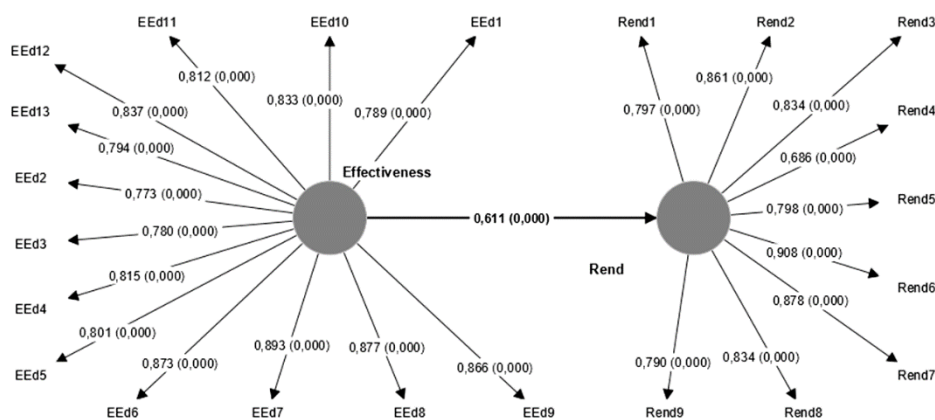 EEd11
EEd10
EEd1
Rend1
Rend2
Rend3
EEd12
0,812 (0,000)
0,833 (0,000)
0,789 (0,000)
0,797 (0,000)
0,861 (0,000)
0,834 (0,000)
EEd13
0,837 (0,000)
Rend4
0,794 (0,000)
0,686 (0,000)
EEd2
0,773 (0,000)
Effectiveness
0,798 (0,000)
Rend5
0,611 (0,000)
EEd3
0,780 (0,000)
0,908 (0,000)
0,815 (0,000)
Rend
Rend6
EEd4
0,878 (0,000)
0,801 (0,000)
0,893 (0,000)
0,877 (0,000)
0,790 (0,000)
0,834 (0,000)
EEd5
0,873 (0,000)
0,866 (0,000)
Rend7
EEd6
EEd7
EEd8
EEd9
Rend9
Rend8